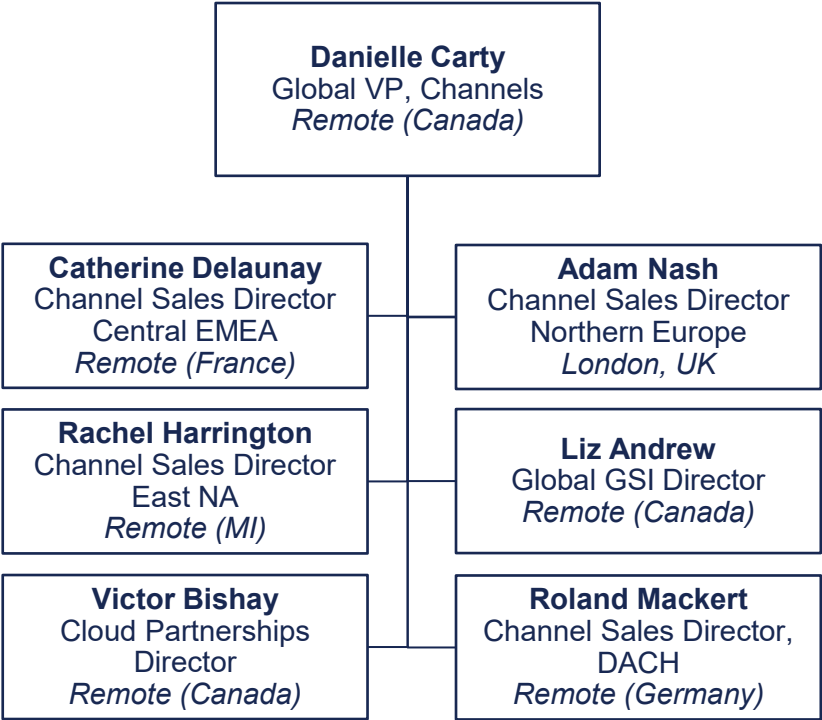 Danielle Carty
Global VP, Channels
Remote (Canada)
Catherine Delaunay
Channel Sales Director
Central EMEA
Remote (France)
Adam Nash
Channel Sales Director
Northern Europe
London, UK
Rachel Harrington
Channel Sales Director
East NA
Remote (MI)
Liz Andrew
Global GSI Director
Remote (Canada)
Victor Bishay
Cloud Partnerships
Director
Remote (Canada)
Roland Mackert
Channel Sales Director,
DACH
Remote (Germany)